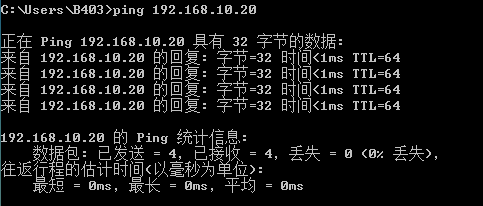 C:\Users\B403>ping 192.168.10.20
正在 Ping 192.168.10.20 具有 32 字节的数据:
来自 192.168.10.20 的回复: 字节=32 时间<1ms TTL=64
来自 192.168.10.20 的回复: 字节=32 时间<1ms TTL=64
来自 192.168.10.20 的回复: 字节=32 时间<1ms TTL=64
来自 192.168.10.20 的回复: 字节=32 时间<1ms TTL=64
192.168.10.20 的 Ping 统计信息:
数据包: 已发送 = 4, 已接收 = 4, 丢失 = 0 (0% 丢失),
往返行程的估计时间(以毫秒为单位):
最短 = 0ms, 最长 = 0ms, 平均 = 0ms